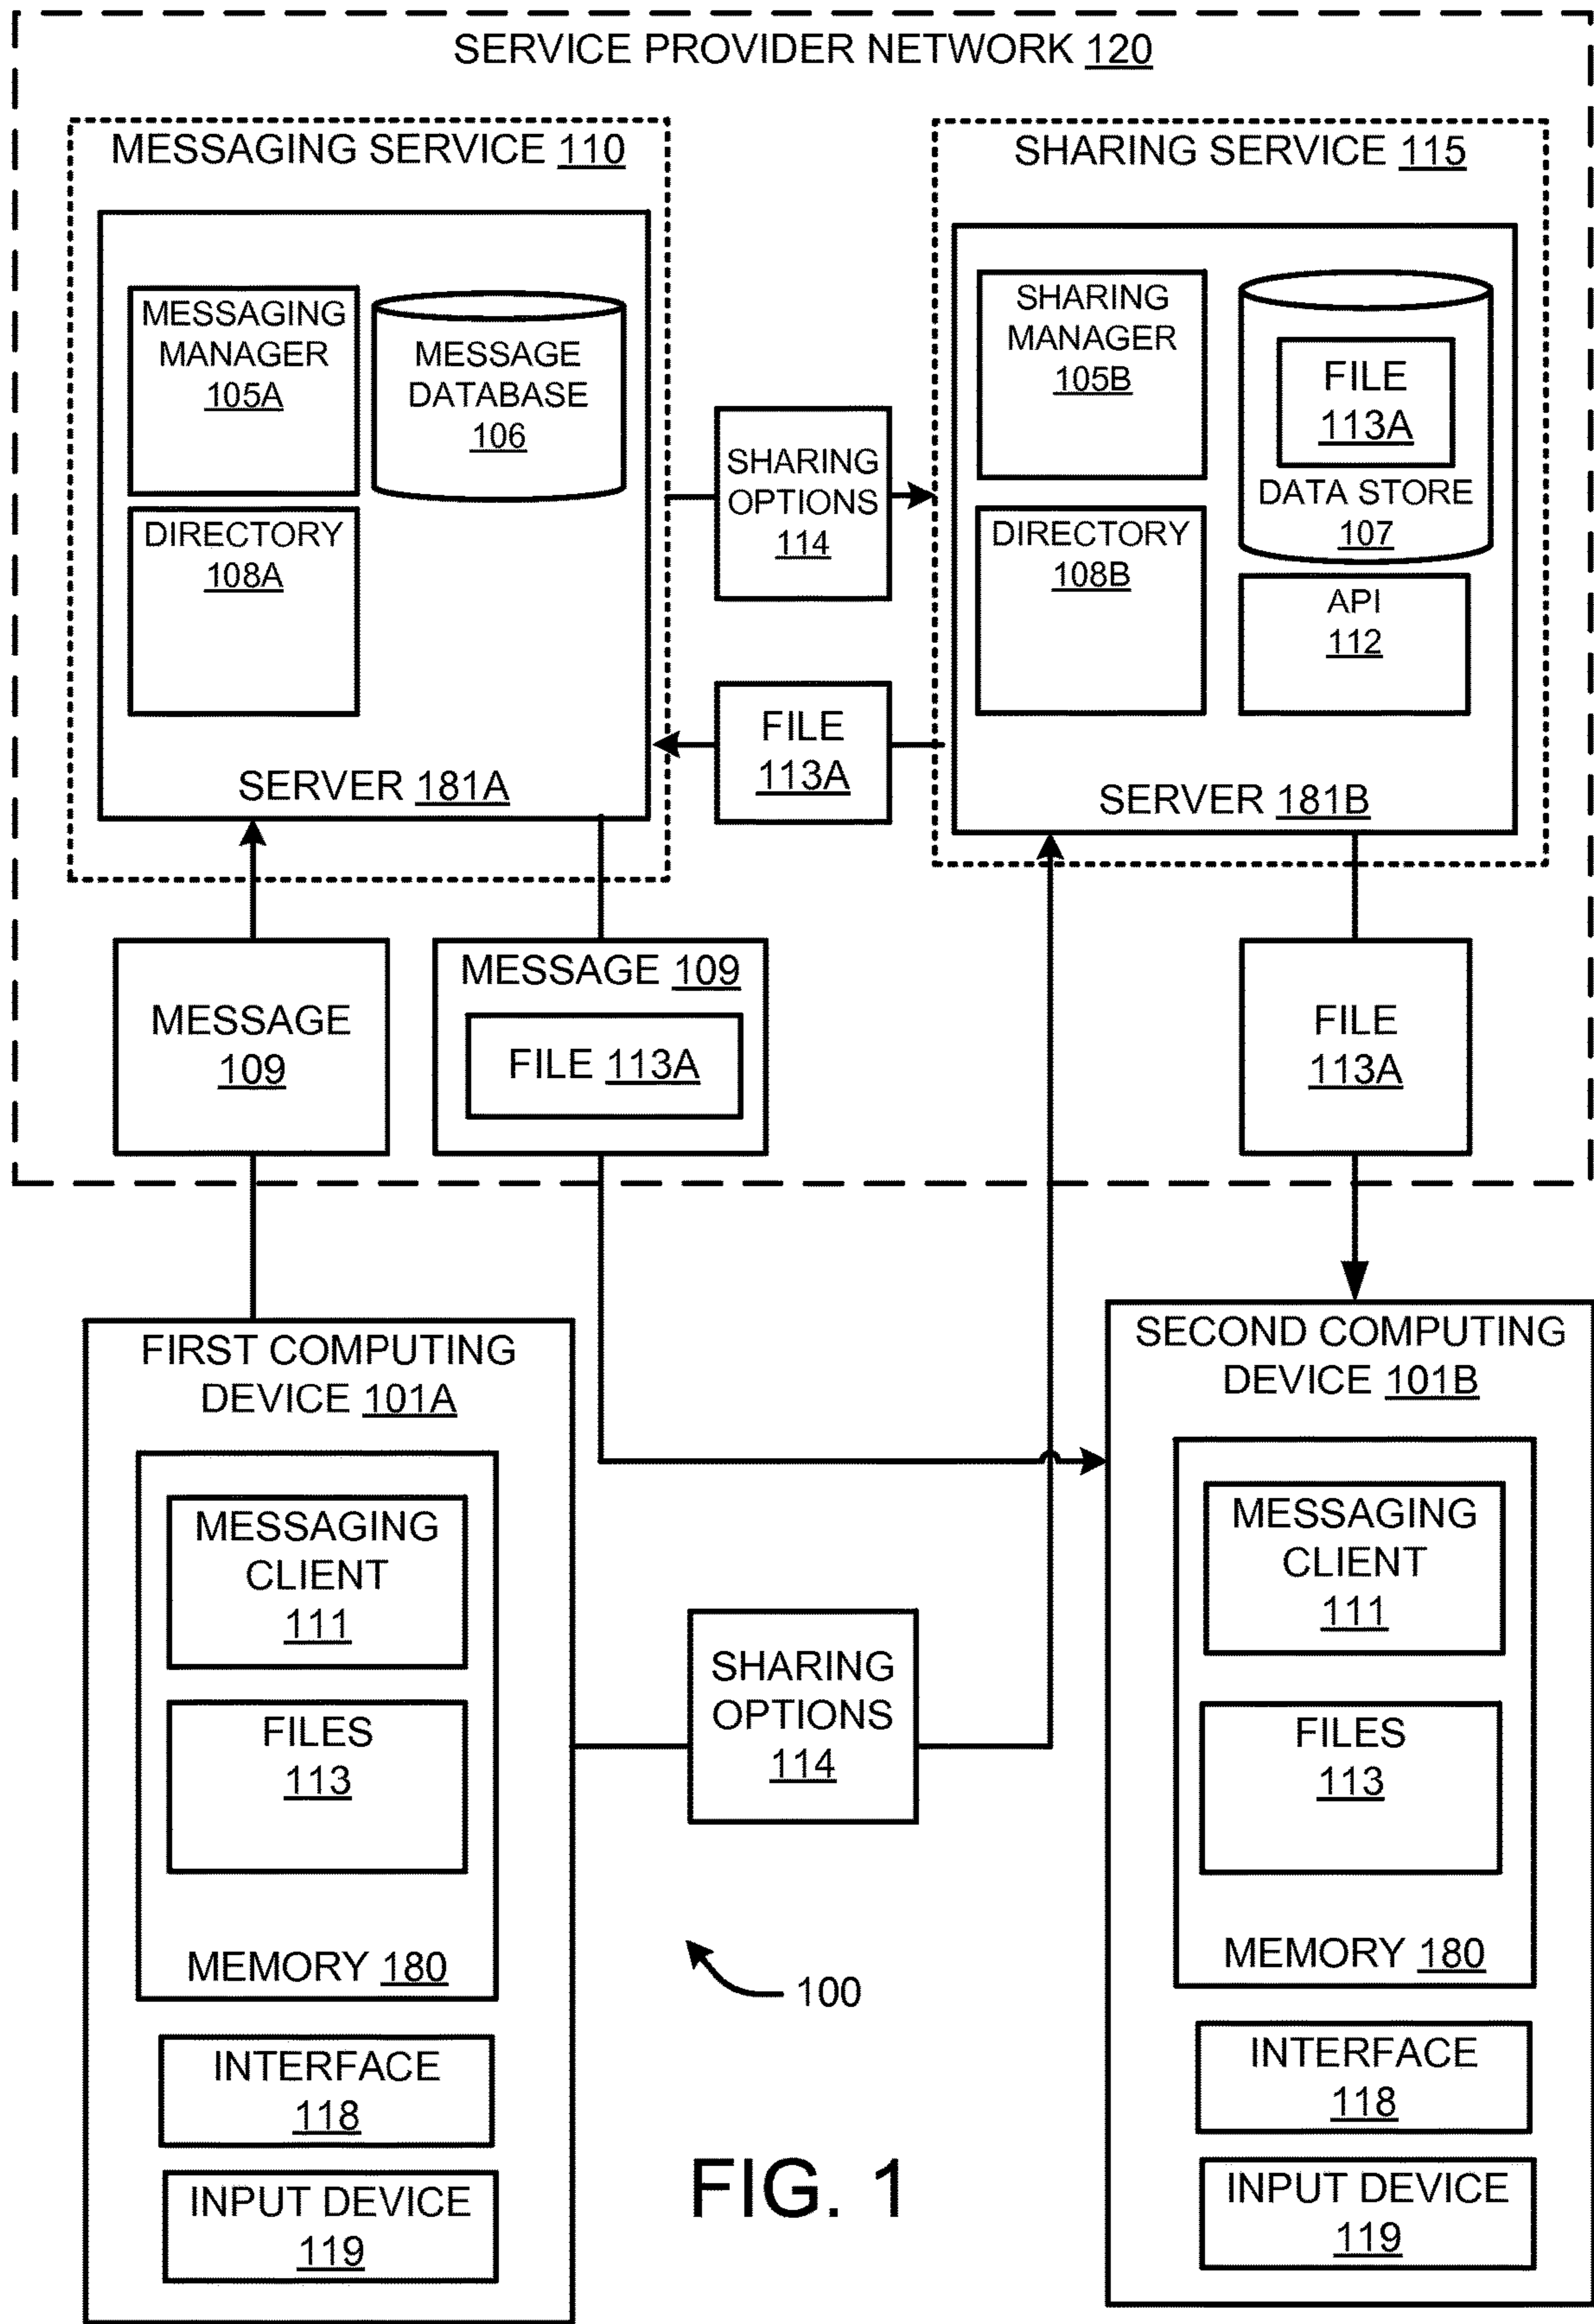 SERVICE PROVIDER NETWORK 120
MESSAGING SERVICE 110
MESSAGING
MANAGER
105A
MESSAGE
DATABASE
106
DIRECTORY
108A
SERVER 181A
SHARING
OPTIONS
114
FILE
113A
SHARING SERVICE 115
SHARING
MANAGER
105B
FILE
113A
DATA STORE
107
DIRECTORY
108B
API
112
SERVER 181B
MESSAGE
109
MESSAGE 109
FILE 113A
FILE
113A
FIRST COMPUTING
DEVICE 101A
MESSAGING
CLIENT
111
FILES
113
MEMORY 180
INTERFACE
118
INPUT DEVICE
119
SHARING
OPTIONS
114
100
SECOND COMPUTING
DEVICE 101B
MESSAGING
CLIENT
111
FILES
113
MEMORY 180
INTERFACE
118
INPUT DEVICE
119
FIG. 1